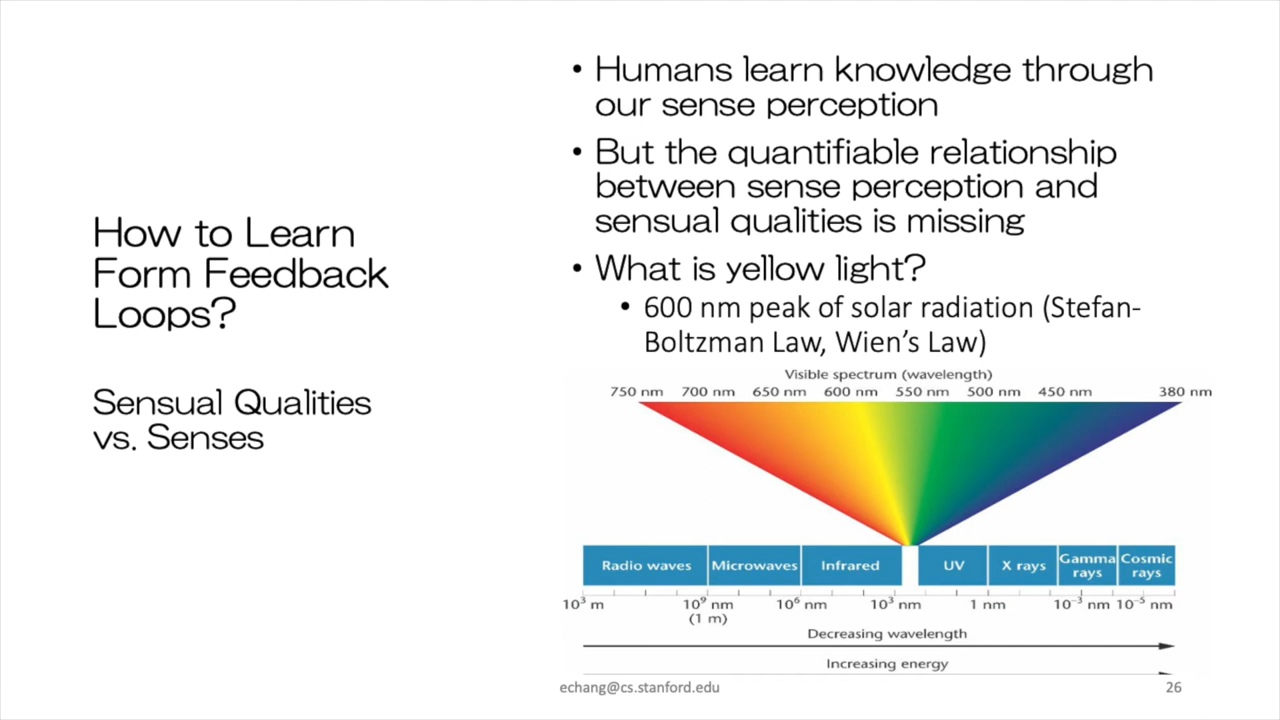 How to Learn
Form Feedback
Loops?
Sensual Qualities
vs. Senses
• Humans learn knowledge through
our sense perception
• But the quantifiable relationship
between sense perception and
sensual qualities is missing
• What is yellow light?
• 600 nm peak of solar radiation (Stefan-
Boltzman Law, Wien's Law)
Visible spectrum (wavelength)
750 nm 700 nm 650 nm 600 nm 550 nm 500 nm 450 nm 380 nm
Radio waves Microwaves Infrared UV X rays Gamma rays Cosmic rays
10³ m 10⁹ nm 10⁶ nm 10³ nm 1 nm 10⁻³ nm 10⁻⁵ nm
(1 m)
Decreasing wavelength
Increasing energy
echang@cs.stanford.edu 26